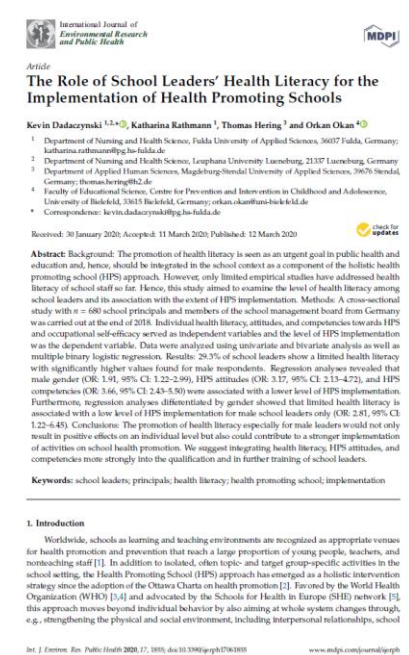 International Journal of
Environmental Research
and Public Health
MDPI
Article
The Role of School Leaders' Health Literacy for the
Implementation of Health Promoting Schools
Kevin Dadaczynski 1,2,*, Katharina Rathmann 1, Thomas Hering 3 and Orkan Okan 4
1 Department of Nursing and Health Science, Fulda University of Applied Sciences, 36037 Fulda, Germany;
katharina.rathmann@pg.hs-fulda.de
2 Department of Nursing and Health Science, Leuphana University Lueneburg, 21337 Lueneburg, Germany
3 Department of Applied Human Sciences, Magdeburg-Stendal University of Applied Sciences, 39676 Stendal,
Germany; thomas.hering@h2.de
4 Faculty of Educational Science, Centre for Prevention and Intervention in Childhood and Adolescence,
University of Bielefeld, 33615 Bielefeld, Germany; orkan.okan@uni-bielefeld.de
* Correspondence: kevin.dadaczynski@pg.hs-fulda.de
Received: 30 January 2020; Accepted: 11 March 2020; Published: 12 March 2020
check for
updates
Abstract: Background: The promotion of health literacy is seen as an urgent goal in public health and
education and, hence, should be integrated in the school context as a component of the holistic health
promoting school (HPS) approach. However, only limited empirical studies have addressed health
literacy of school staff so far. Hence, this study aimed to examine the level of health literacy among
school leaders and its association with the extent of HPS implementation. Methods: A cross-sectional
study with n = 680 school principals and members of the school management board from Germany
was carried out at the end of 2018. Individual health literacy, attitudes, and competencies towards HPS
and occupational self-efficacy served as independent variables and the level of HPS implementation
was the dependent variable. Data were analyzed using univariate and bivariate analysis as well as
multiple binary logistic regression. Results: 29.3% of school leaders show a limited health literacy
with significantly higher values found for male respondents. Regression analyses revealed that
male gender (OR: 1.91, 95% CI: 1.22–2.99), HPS attitudes (OR: 3.17, 95% CI: 2.13–4.72), and HPS
competencies (OR: 3.66, 95% CI: 2.43–5.50) were associated with a lower level of HPS implementation.
Furthermore, regression analyses differentiated by gender showed that limited health literacy is
associated with a low level of HPS implementation for male school leaders only (OR: 2.81, 95% CI:
1.22–6.45). Conclusions: The promotion of health literacy especially for male leaders would not only
result in positive effects on an individual level but also could contribute to a stronger implementation
of activities on school health promotion. We suggest integrating health literacy, HPS attitudes, and
competencies more strongly into the qualification and in further training of school leaders.
Keywords: school leaders; principals; health literacy; health promoting school; implementation
1. Introduction
Worldwide, schools as learning and teaching environments are recognized as appropriate venues
for health promotion and prevention that reach a large proportion of young people, teachers, and
nonteaching staff [1]. In addition to isolated, often topic- and target group-specific activities in the
school setting, the Health Promoting School (HPS) approach has emerged as a holistic intervention
strategy since the adoption of the Ottawa Charta on health promotion [2]. Favored by the World Health
Organization (WHO) [3,4] and advocated by the Schools for Health in Europe (SHE) network [5],
this approach moves beyond individual behavior by also aiming at whole system changes through,
e.g., strengthening the physical and social environment, including interpersonal relationships, school
Int. J. Environ. Res. Public Health 2020, 17, 1855; doi:10.3390/ijerph17061855
www.mdpi.com/journal/ijerph